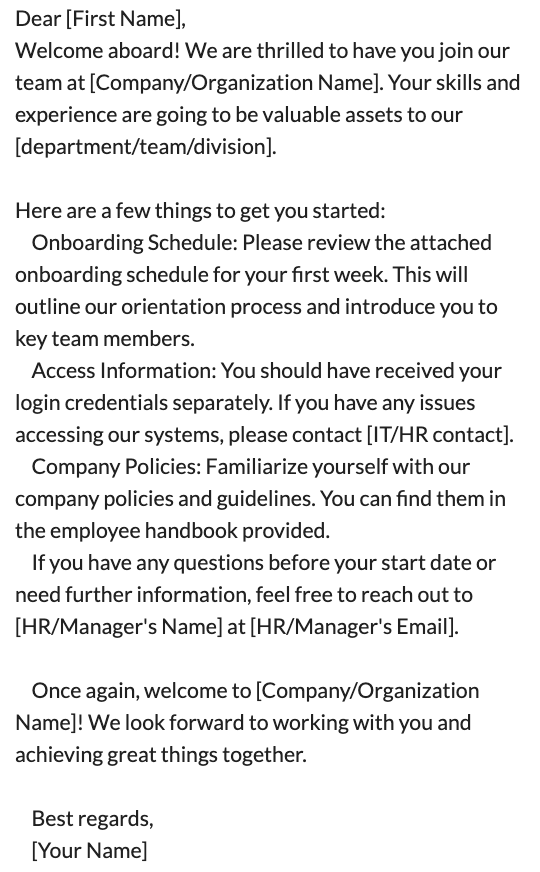 Dear [First Name],
Welcome aboard! We are thrilled to have you join our
team at [Company/Organization Name]. Your skills and
experience are going to be valuable assets to our
[department/team/division].

Here are a few things to get you started:
Onboarding Schedule: Please review the attached
onboarding schedule for your first week. This will
outline our orientation process and introduce you to
key team members.
Access Information: You should have received your
login credentials separately. If you have any issues
accessing our systems, please contact [IT/HR contact].
Company Policies: Familiarize yourself with our
company policies and guidelines. You can find them in
the employee handbook provided.
If you have any questions before your start date or
need further information, feel free to reach out to
[HR/Manager's Name] at [HR/Manager's Email].

Once again, welcome to [Company/Organization
Name]! We look forward to working with you and
achieving great things together.

Best regards,
[Your Name]